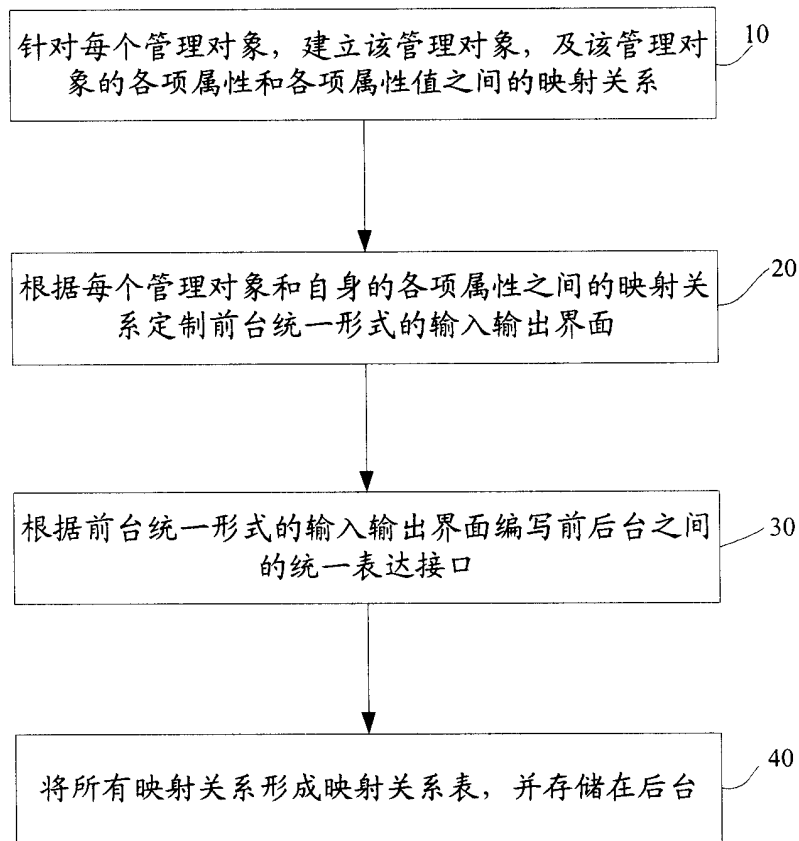 针对每个管理对象，建立该管理对象，及该管理对
象的各项属性和各项属性值之间的映射关系
10
根据每个管理对象和自身的各项属性之间的映射关
系定制前台统一形式的输入输出界面
20
根据前台统一形式的输入输出界面编写前后台之间
的统一表达接口
30
将所有映射关系形成映射关系表，并存储在后台
40